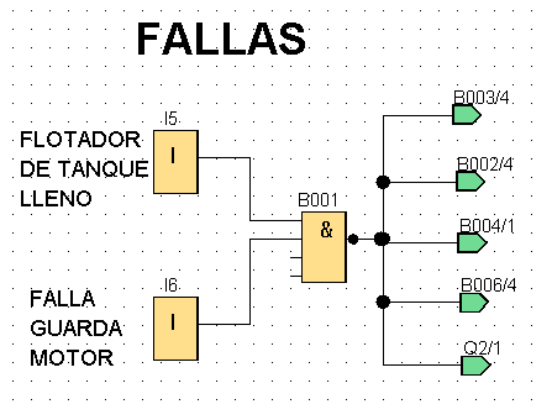 FALLAS
I5
I
FLOTADOR
DE TANQUE
LLENO
B001
&
I6
I
FALLA
GUARDA
MOTOR
B003/4
B002/4
B004/1
B006/4
Q2/1